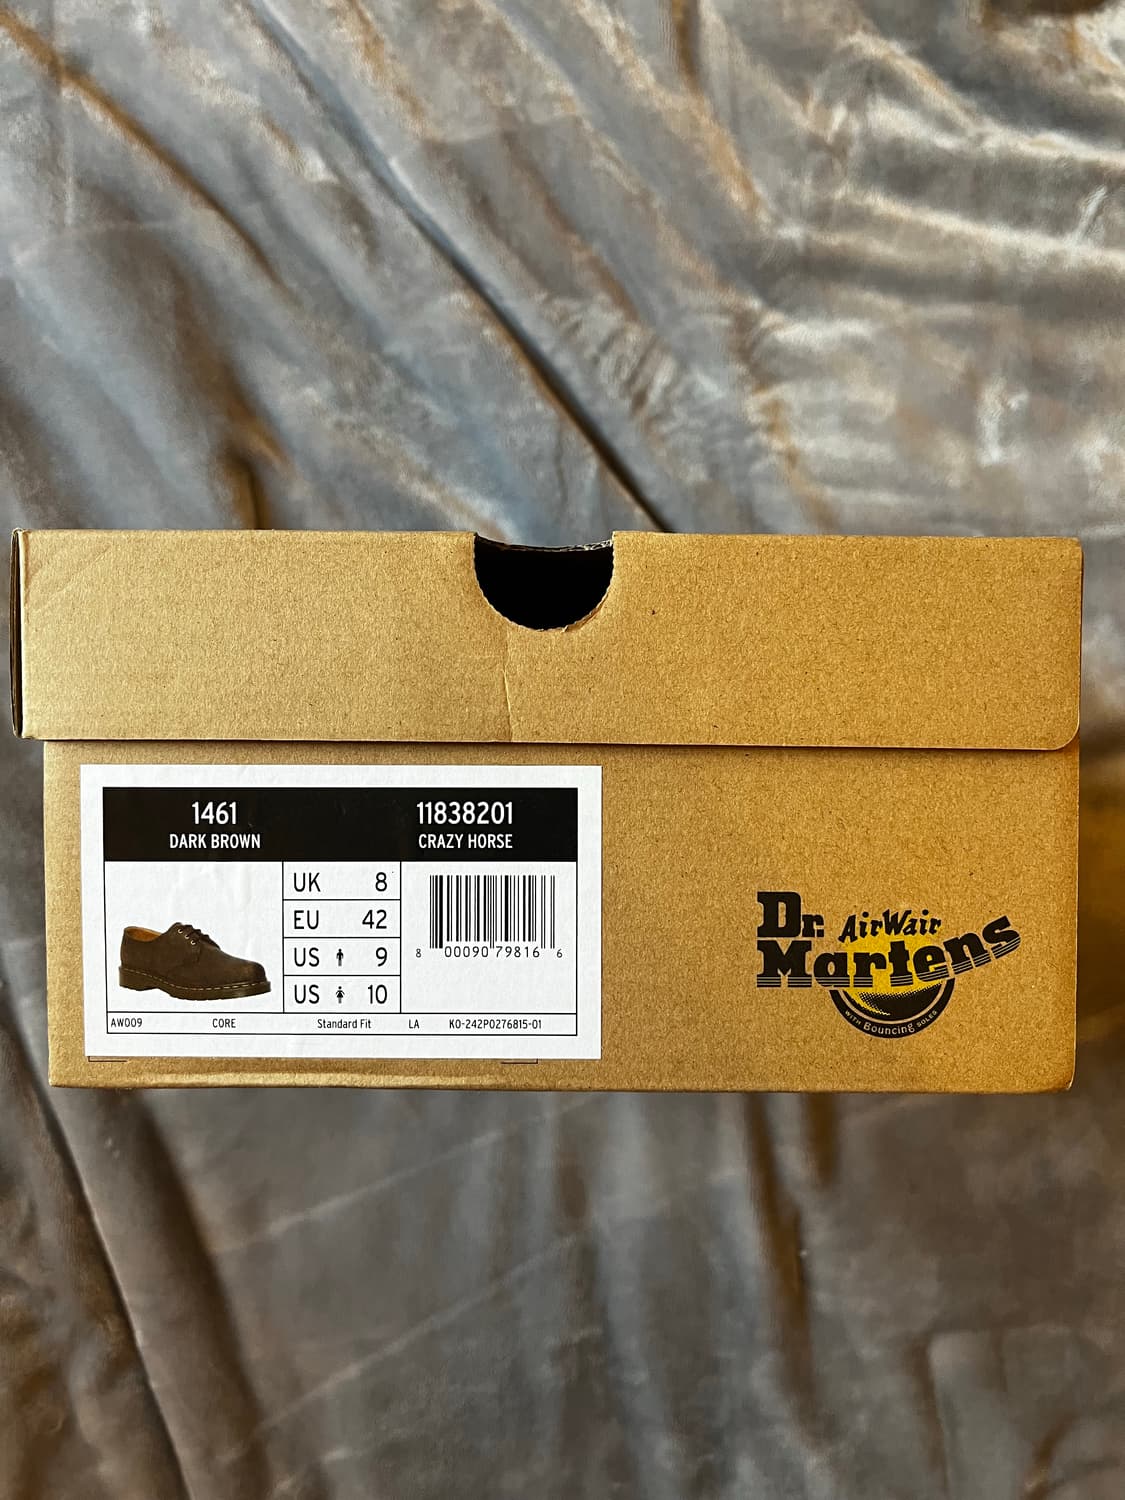 1461
DARK BROWN
11838201
CRAZY HORSE
UK 8
EU 42
US 9
US 10
8 00090 79816 6
AW009 CORE Standard Fit LA K0-242P0276815-01
Dr. AirWair
Martens
WITH Bouncing SOLES